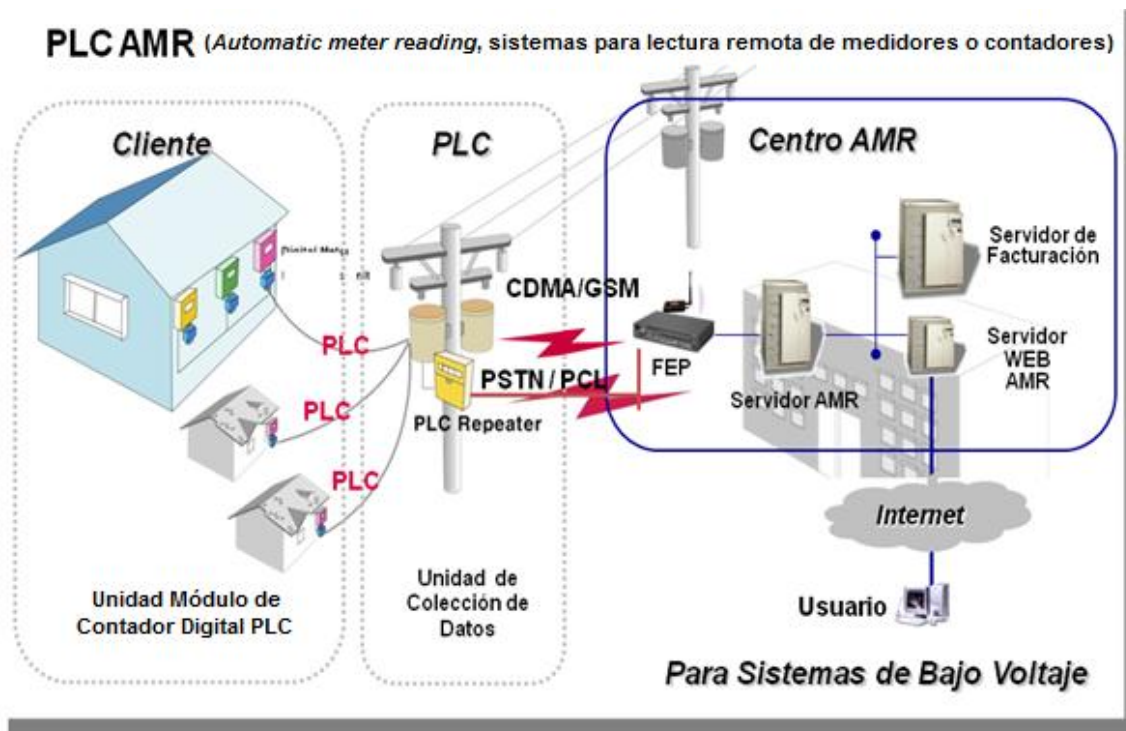 PLC AMR (Automatic meter reading, sistemas para lectura remota de medidores o contadores)
Cliente
PLC
Centro AMR
Digital
Servidor de
Facturación
CDMA/GSM
PLC
FEP
Servidor
WEB
AMR
PSTN / PCL
Servidor AMR
PLC
PLC Repeater
PLC
Internet
Unidad Módulo de
Contador Digital PLC
Unidad de
Colección de
Datos
Usuario
Para Sistemas de Bajo Voltaje